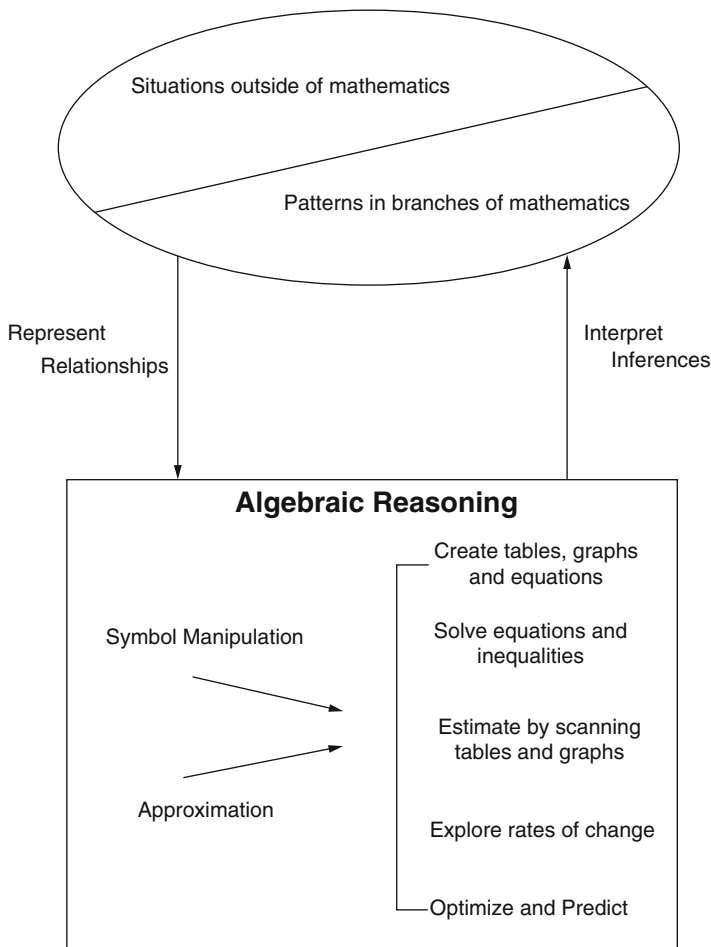 Situations outside of mathematics
Patterns in branches of mathematics
Represent
Relationships
Interpret
Inferences
Algebraic Reasoning
Symbol Manipulation
Approximation
Create tables, graphs
and equations
Solve equations and
inequalities
Estimate by scanning
tables and graphs
Explore rates of change
Optimize and Predict